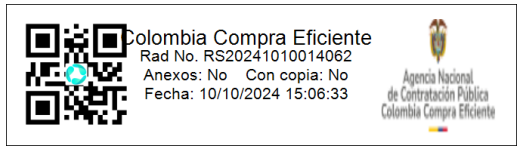 Colombia Compra Eficiente
Rad No. RS20241010014062
Anexos: No Con copia: No
Fecha: 10/10/2024 15:06:33
Agencia Nacional
de Contratación Pública
Colombia Compra Eficiente